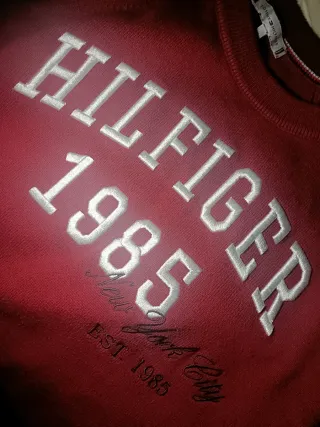 HILFIGER
1985
New York City
EST. 1985